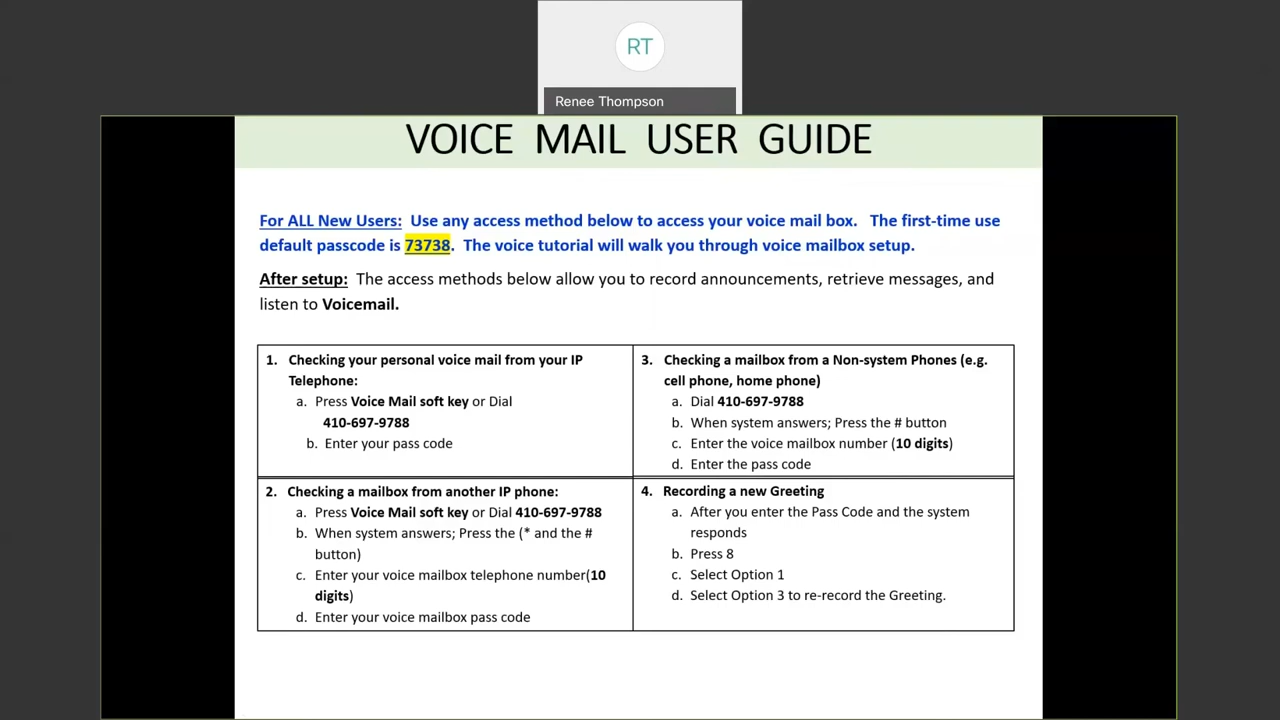 RT
Renee Thompson
VOICE MAIL USER GUIDE
For ALL New Users: Use any access method below to access your voice mail box. The first-time use
default passcode is 73738. The voice tutorial will walk you through voice mailbox setup.
After setup: The access methods below allow you to record announcements, retrieve messages, and
listen to Voicemail.
1. Checking your personal voice mail from your IP
Telephone:
a. Press Voice Mail soft key or Dial
410-697-9788
b. Enter your pass code
3. Checking a mailbox from a Non-system Phones (e.g.
cell phone, home phone)
a. Dial 410-697-9788
b. When system answers; Press the # button
c. Enter the voice mailbox number (10 digits)
d. Enter the pass code
2. Checking a mailbox from another IP phone:
a. Press Voice Mail soft key or Dial 410-697-9788
b. When system answers; Press the (* and the #
button)
c. Enter your voice mailbox telephone number(10
digits)
d. Enter your voice mailbox pass code
4. Recording a new Greeting
a. After you enter the Pass Code and the system
responds
b. Press 8
c. Select Option 1
d. Select Option 3 to re-record the Greeting.